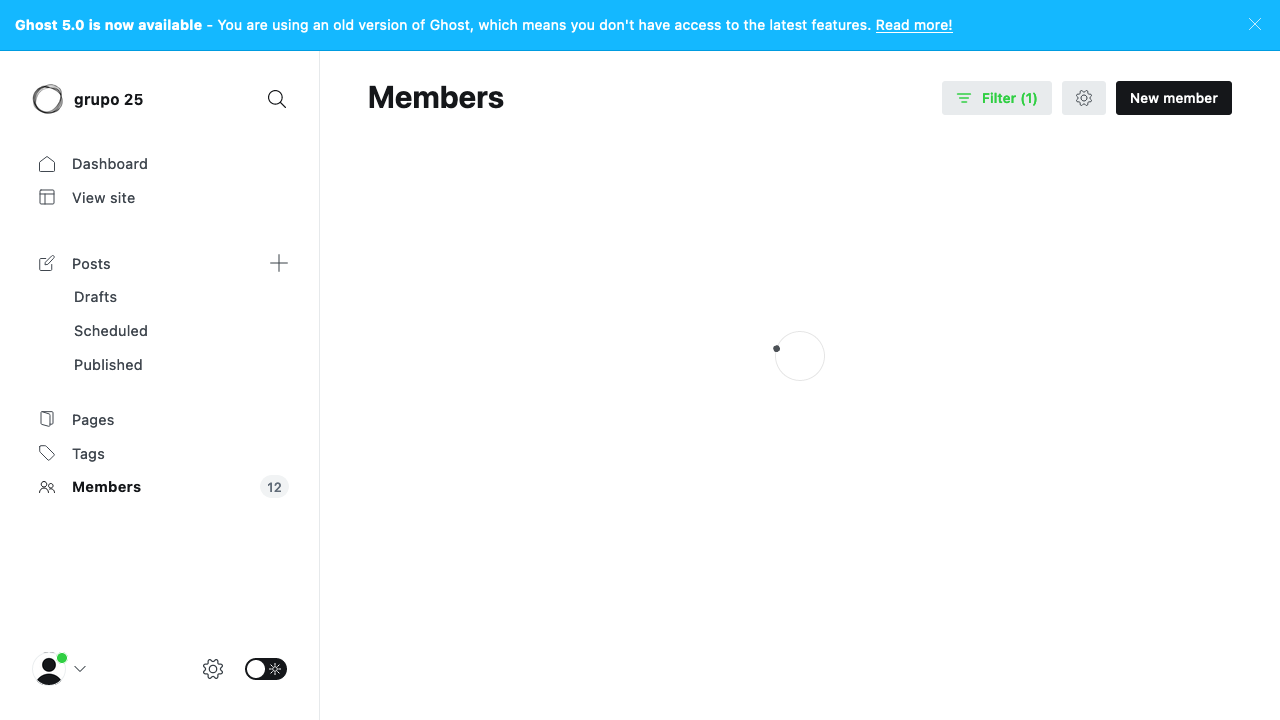 Ghost 5.0 is now available - You are using an old version of Ghost, which means you don't have access to the latest features. Read more!
grupo 25
Members
Filter (1)
New member
Dashboard
View site
Posts
Drafts
Scheduled
Published
Pages
Tags
Members
12